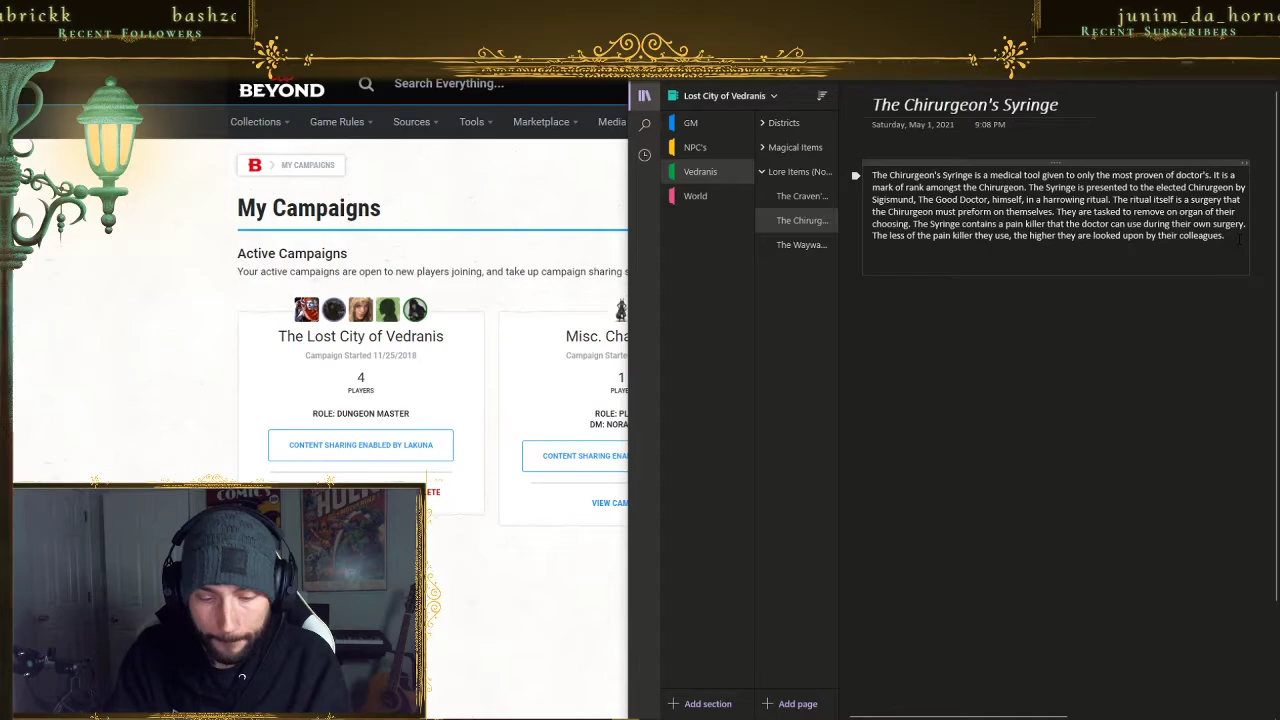 abrickk bashzo
RECENT FOLLOWERS
junim_da_horne
RECENT SUBSCRIBERS
BEYOND
Search Everything...
Collections
Game Rules
Sources
Tools
Marketplace
Media
B
MY CAMPAIGNS
My Campaigns
Active Campaigns
Your active campaigns are open to new players joining, and take up campaign sharing s
The Lost City of Vedranis
Campaign Started 11/25/2018
4
PLAYERS
ROLE: DUNGEON MASTER
CONTENT SHARING ENABLED BY LAKUNA
ETE
Misc. Cha
Campaign Starte
1
PLAYE
ROLE: PL
DM: NORA
CONTENT SHARING ENA
VIEW CAM
COMICS
HULK
Lost City of Vedranis
GM
NPC's
Vedranis
World
Districts
Magical Items
Lore Items (No...
The Craven'...
The Chirurg...
The Waywa...
Add section
Add page
The Chirurgeon's Syringe
Saturday, May 1, 2021 9:08 PM
The Chirurgeon's Syringe is a medical tool given to only the most proven of doctor's. It is a
mark of rank amongst the Chirurgeon. The Syringe is presented to the elected Chirurgeon by
Sigismund, The Good Doctor, himself, in a harrowing ritual. The ritual itself is a surgery that
the Chirurgeon must preform on themselves. They are tasked to remove on organ of their
choosing. The Syringe contains a pain killer that the doctor can use during their own surgery.
The less of the pain killer they use, the higher they are looked upon by their colleagues.